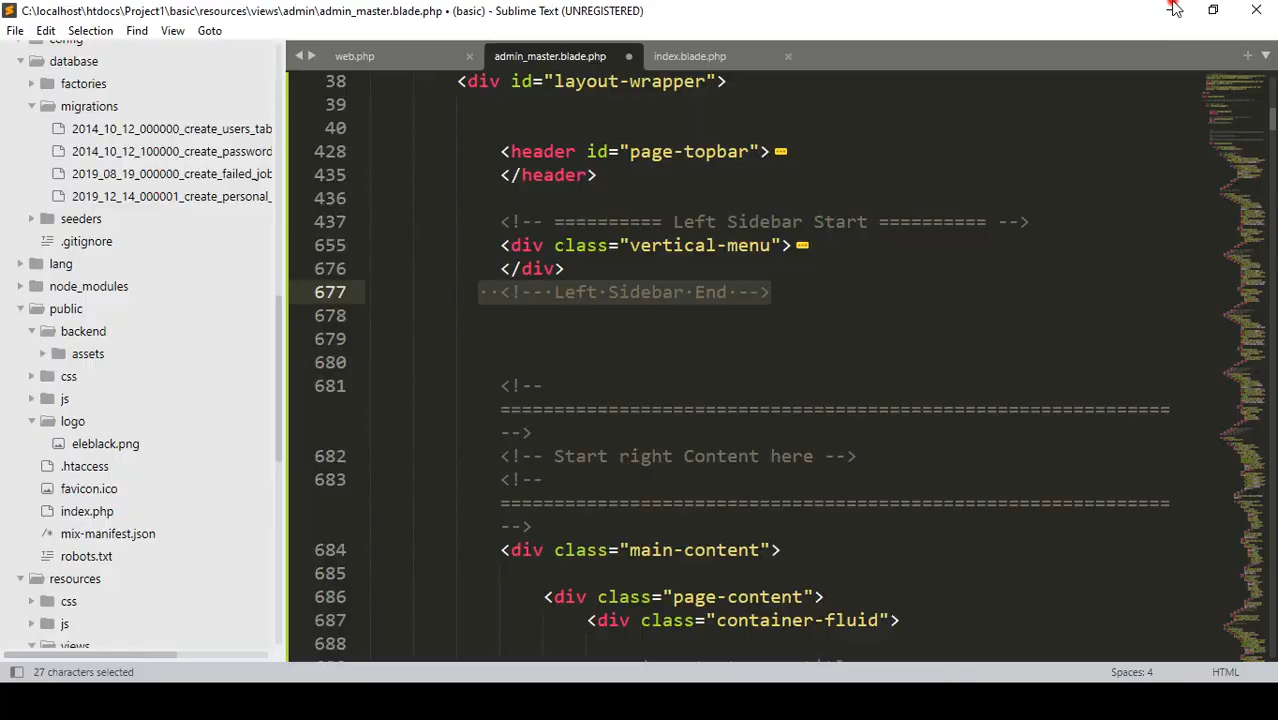 C:\localhost\htdocs\Project1\basic\resources\views\admin\admin_master.blade.php • (basic) - Sublime Text (UNREGISTERED)
File Edit Selection Find View Goto
config
database
factories
migrations
2014_10_12_000000_create_users_tab
2014_10_12_100000_create_password
2019_08_19_000000_create_failed_job
2019_12_14_000001_create_personal_
seeders
.gitignore
lang
node_modules
public
backend
assets
css
js
logo
eleblack.png
.htaccess
favicon.ico
index.php
mix-manifest.json
robots.txt
resources
css
js
views
web.php admin_master.blade.php index.blade.php
38 <div id="layout-wrapper">
39
40
428 <header id="page-topbar">
435 </header>
436
437 <!-- ========== Left Sidebar Start ========== -->
655 <div class="vertical-menu">
676 </div>
677 ··<!--·Left·Sidebar·End·-->
678
679
680
681 <!--
==============================================================
-->
682 <!-- Start right Content here -->
683 <!--
==============================================================
-->
684 <div class="main-content">
685
686 <div class="page-content">
687 <div class="container-fluid">
688
27 characters selected Spaces: 4 HTML